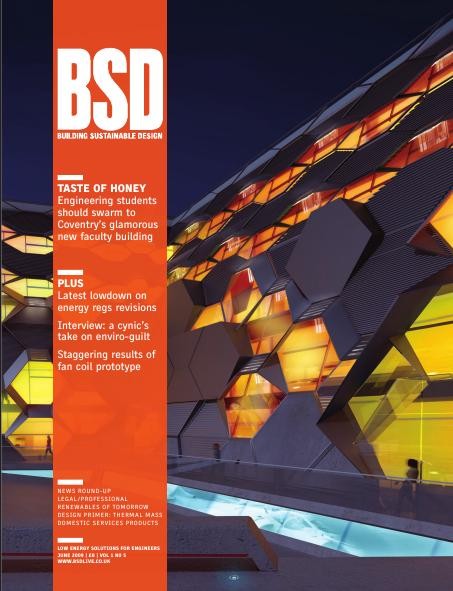 BSD
BUILDING SUSTAINABLE DESIGN
TASTE OF HONEY
Engineering students
should swarm to
Coventry's glamorous
new faculty building
PLUS
Latest lowdown on
energy regs revisions
Interview: a cynic's
take on enviro-guilt
Staggering results of
fan coil prototype
NEWS ROUND-UP
LEGAL/PROFESSIONAL
RENEWABLES OF TOMORROW
DESIGN PRIMER: THERMAL MASS
DOMESTIC SERVICES PRODUCTS
LOW ENERGY SOLUTIONS FOR ENGINEERS
JUNE 2009 | £8 | VOL 1 NO 5
WWW.BSDLIVE.CO.UK